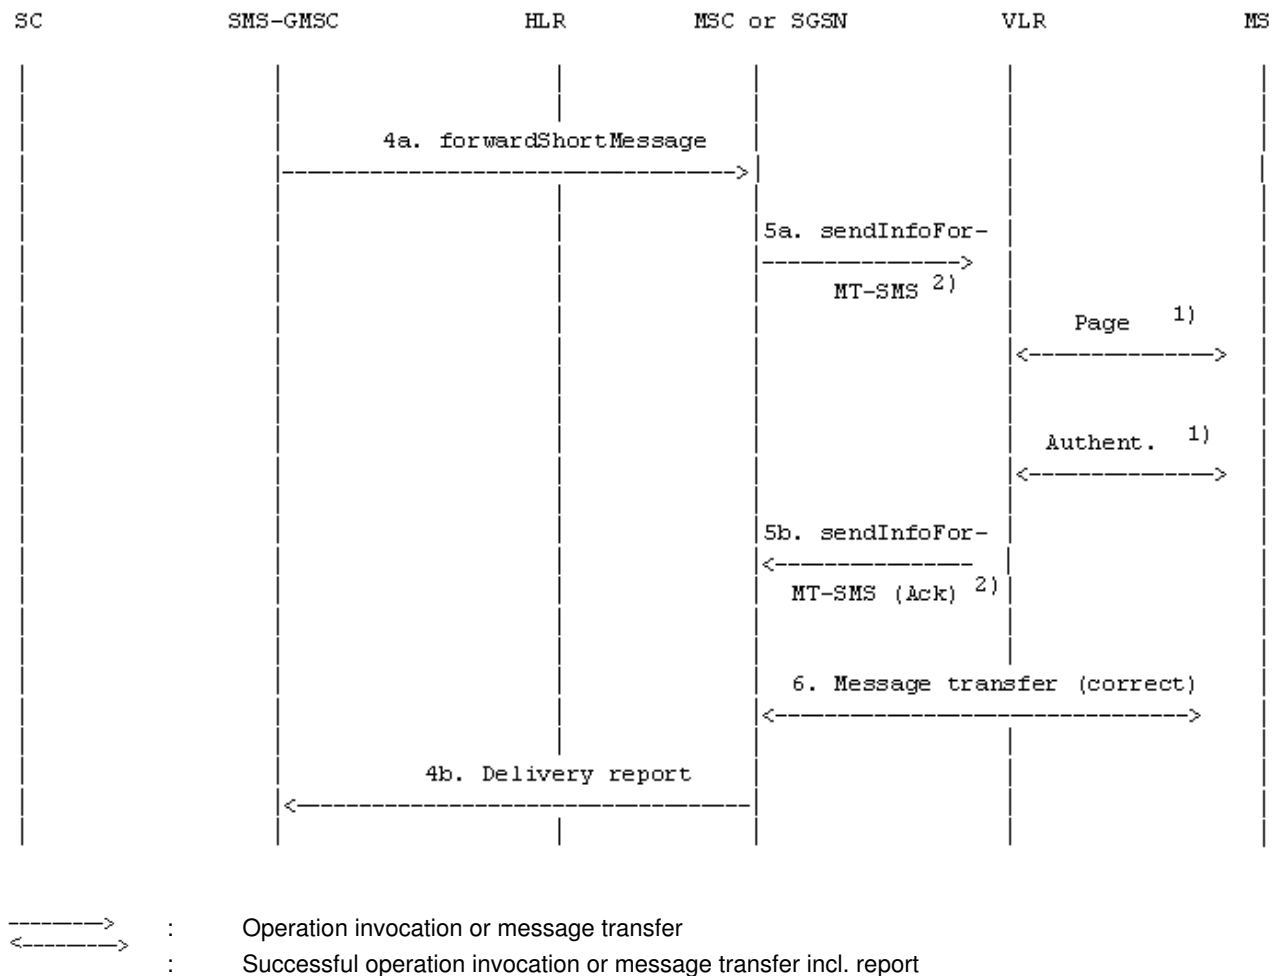 SC SMS-GMSC HLR MSC or SGSN VLR MS
4a. forwardShortMessage
5a. sendInfoFor-
MT-SMS 2)
Page 1)
Authent. 1)
5b. sendInfoFor-
MT-SMS (Ack) 2)
6. Message transfer (correct)
4b. Delivery report
: Operation invocation or message transfer
: Successful operation invocation or message transfer incl. report